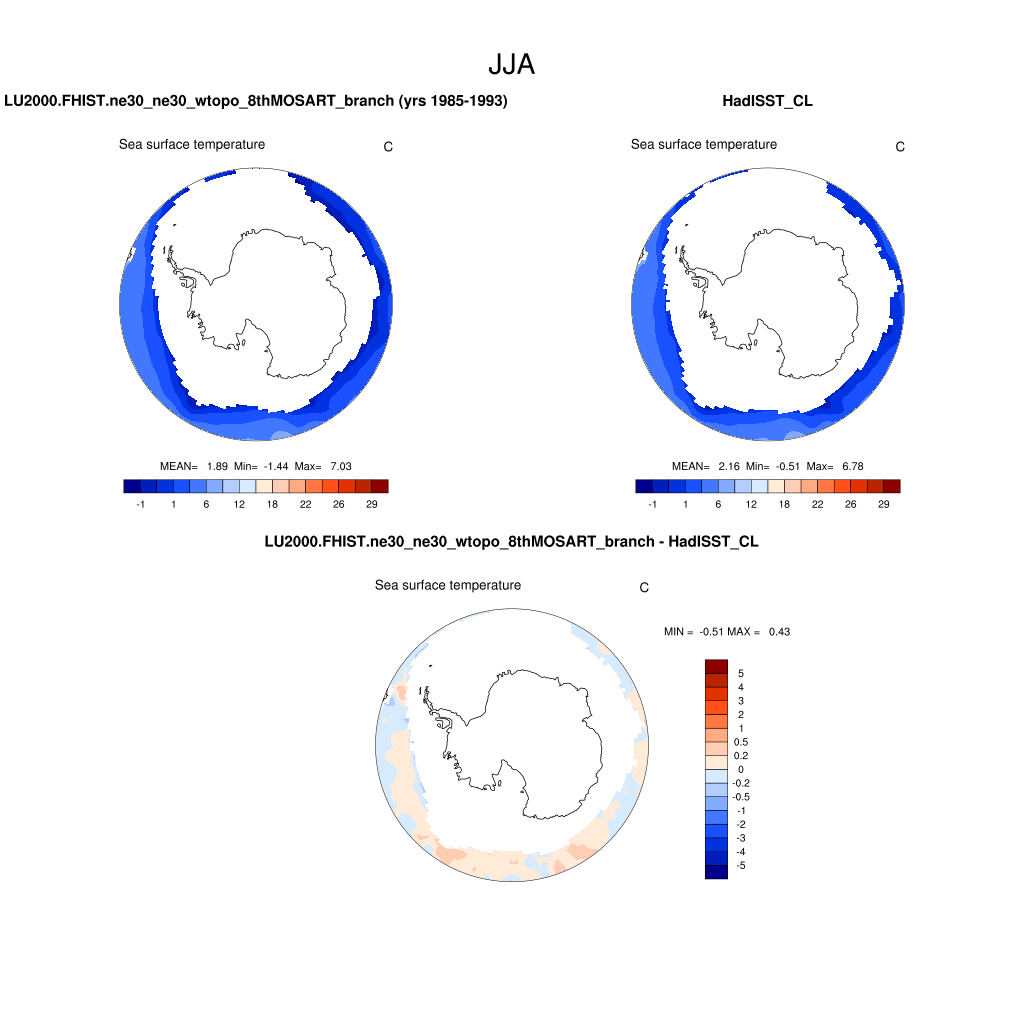 JJA
LU2000.FHIST.ne30_ne30_wtopo_8thMOSART_branch (yrs 1985-1993)
Sea surface temperature C
MEAN= 1.89 Min= -1.44 Max= 7.03
-1 1 6 12 18 22 26 29
HadISST_CL
Sea surface temperature C
MEAN= 2.16 Min= -0.51 Max= 6.78
-1 1 6 12 18 22 26 29
LU2000.FHIST.ne30_ne30_wtopo_8thMOSART_branch - HadISST_CL
Sea surface temperature C
MIN = -0.51 MAX = 0.43
5
4
3
2
1
0.5
0.2
0
-0.2
-0.5
-1
-2
-3
-4
-5